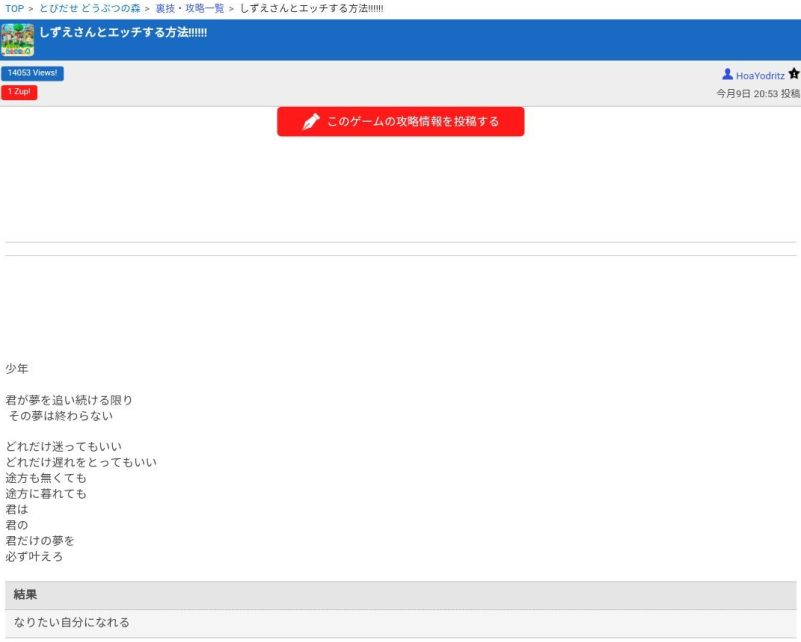 TOP > とびだせ どうぶつの森 > 裏技・攻略一覧 > しずえさんとエッチする方法!!!!!!
しずえさんとエッチする方法!!!!!!
14053 Views!
HoaYodritz
1 Zup!
今月9日 20:53 投稿
このゲームの攻略情報を投稿する
少年
君が夢を追い続ける限り
その夢は終わらない
どれだけ迷ってもいい
どれだけ遅れをとってもいい
途方も無くても
途方に暮れても
君は
君の
君だけの夢を
必ず叶えろ
結果
なりたい自分になれる